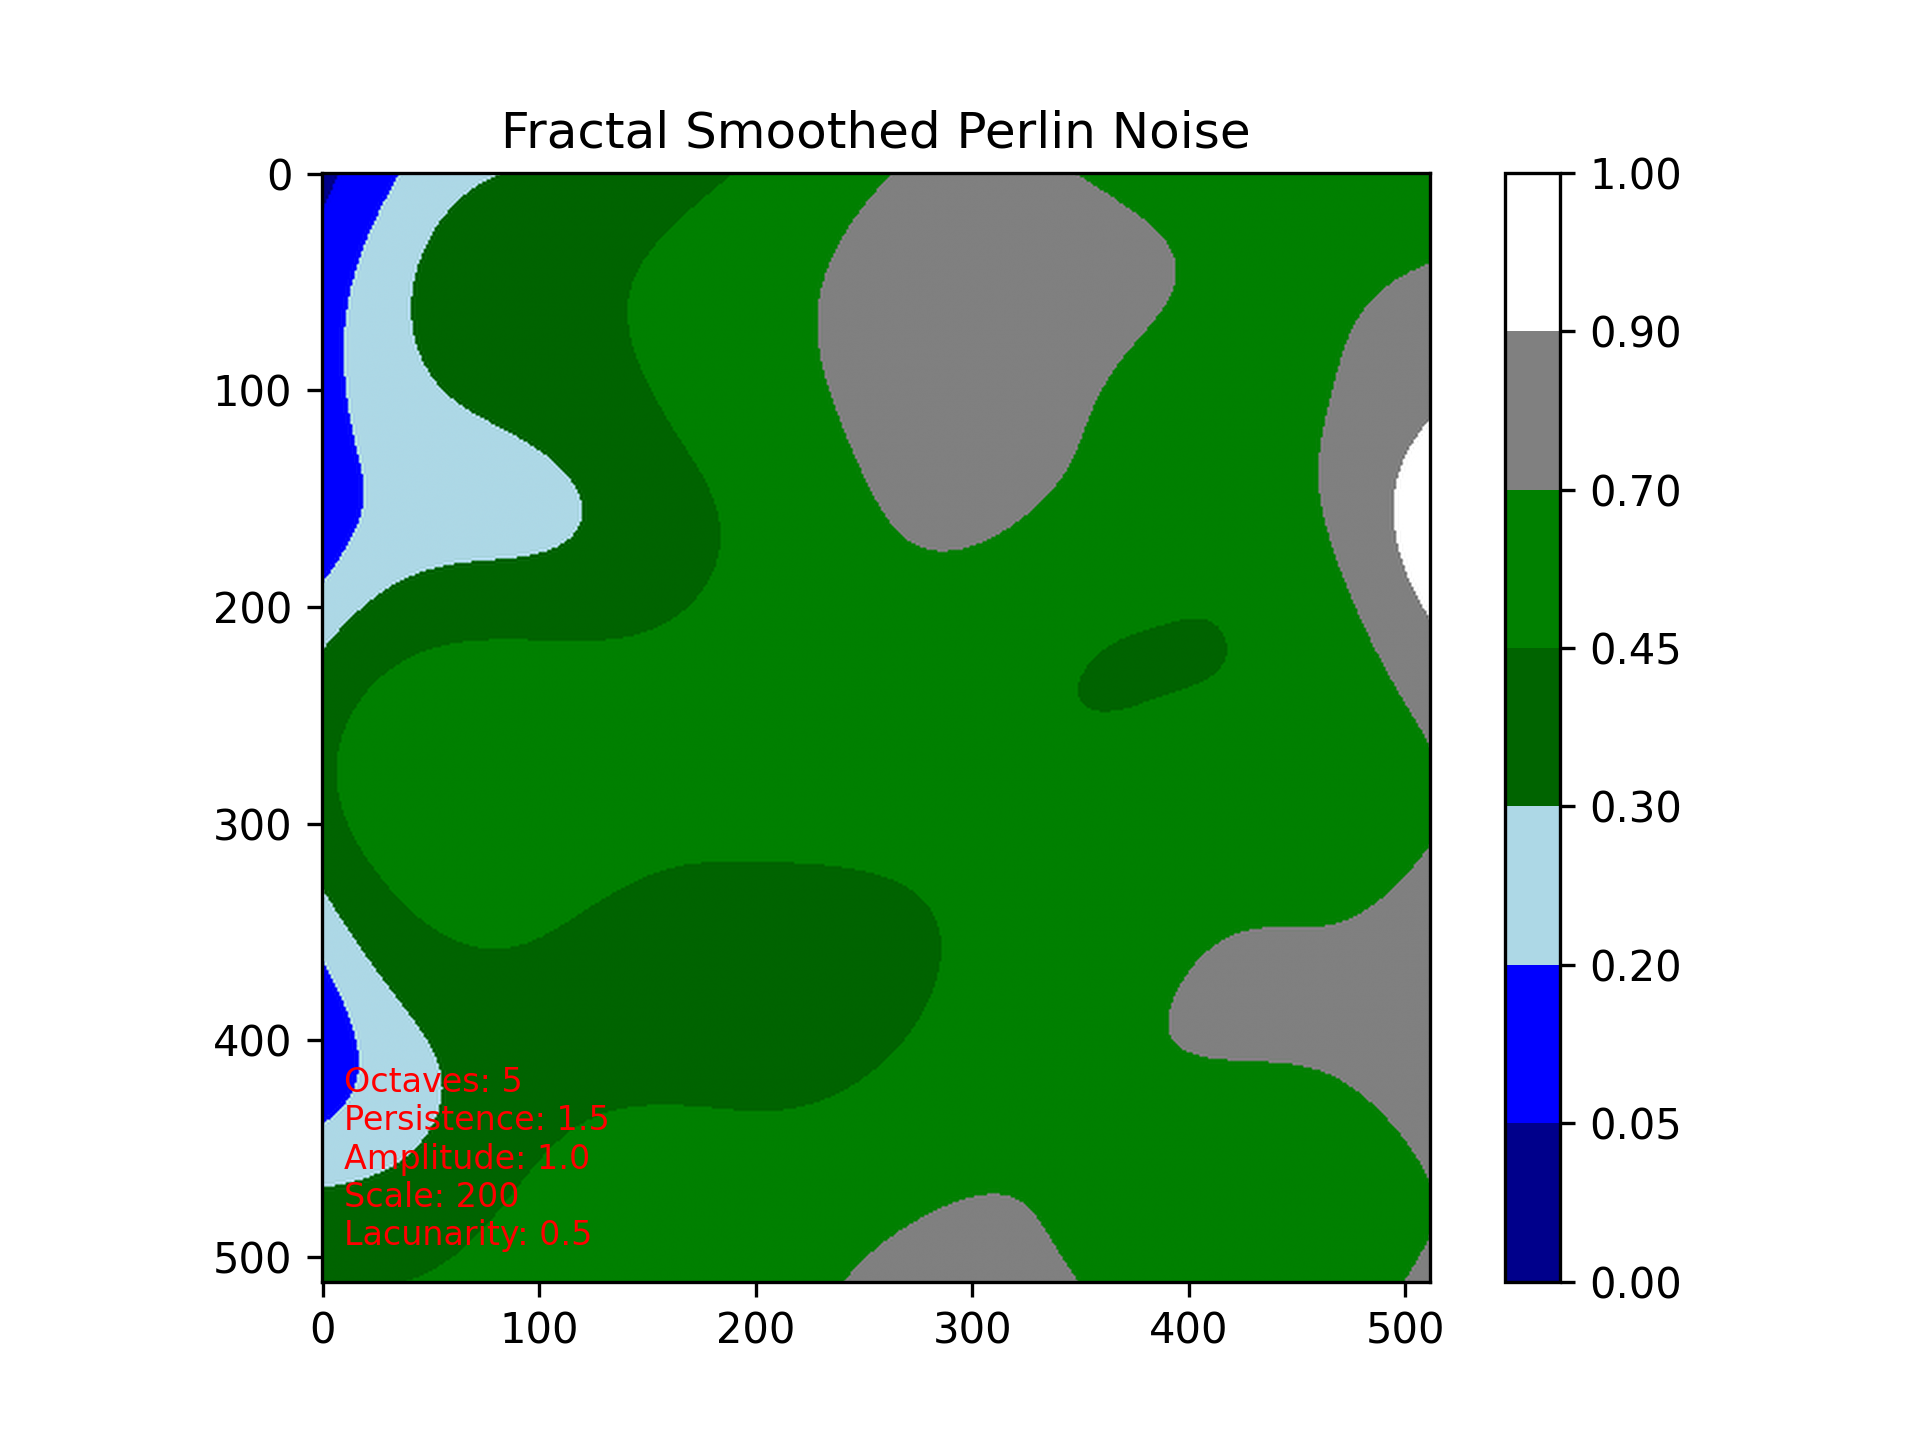 Fractal Smoothed Perlin Noise
0
100
200
300
400
500
Octaves: 5
Persistence: 1.5
Amplitude: 1.0
Scale: 200
Lacunarity: 0.5
0 100 200 300 400 500
1.00
0.90
0.70
0.45
0.30
0.20
0.05
0.00